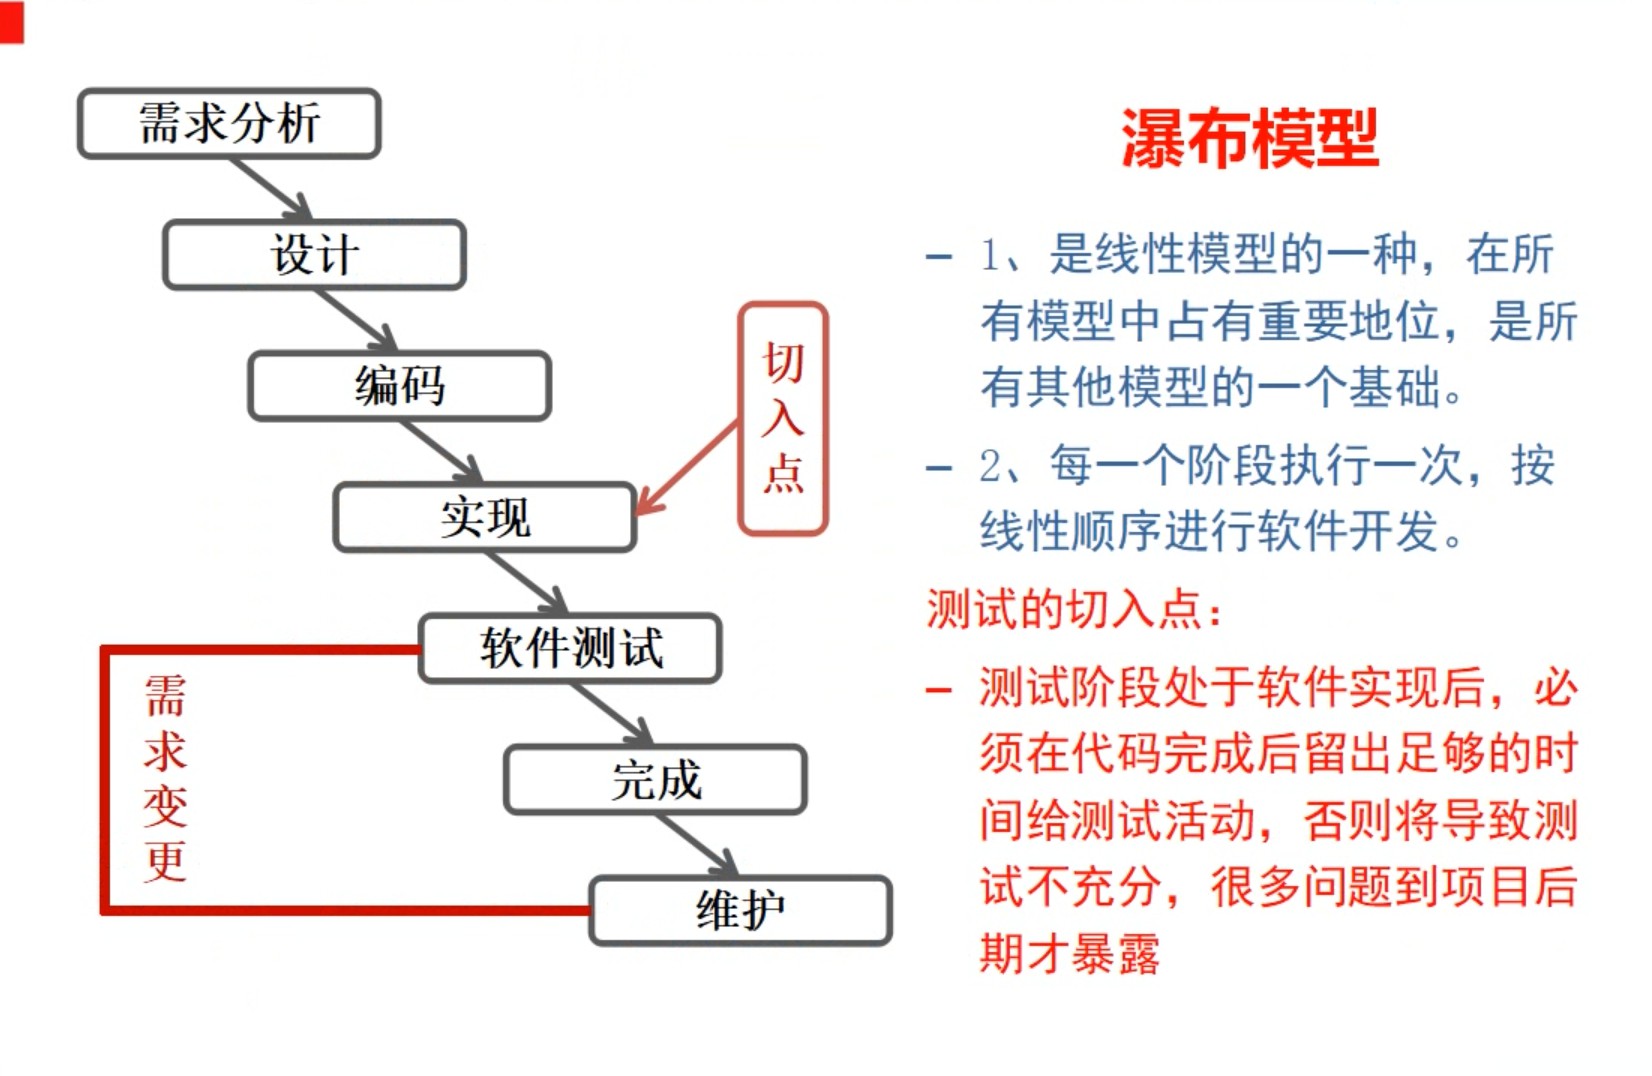 需求分析
设计
编码
实现
软件测试
完成
维护
切
入
点
需
求
变
更
瀑布模型
– 1、是线性模型的一种，在所
有模型中占有重要地位，是所
有其他模型的一个基础。
– 2、每一个阶段执行一次，按
线性顺序进行软件开发。
测试的切入点：
– 测试阶段处于软件实现后，必
须在代码完成后留出足够的时
间给测试活动，否则将导致测
试不充分，很多问题到项目后
期才暴露